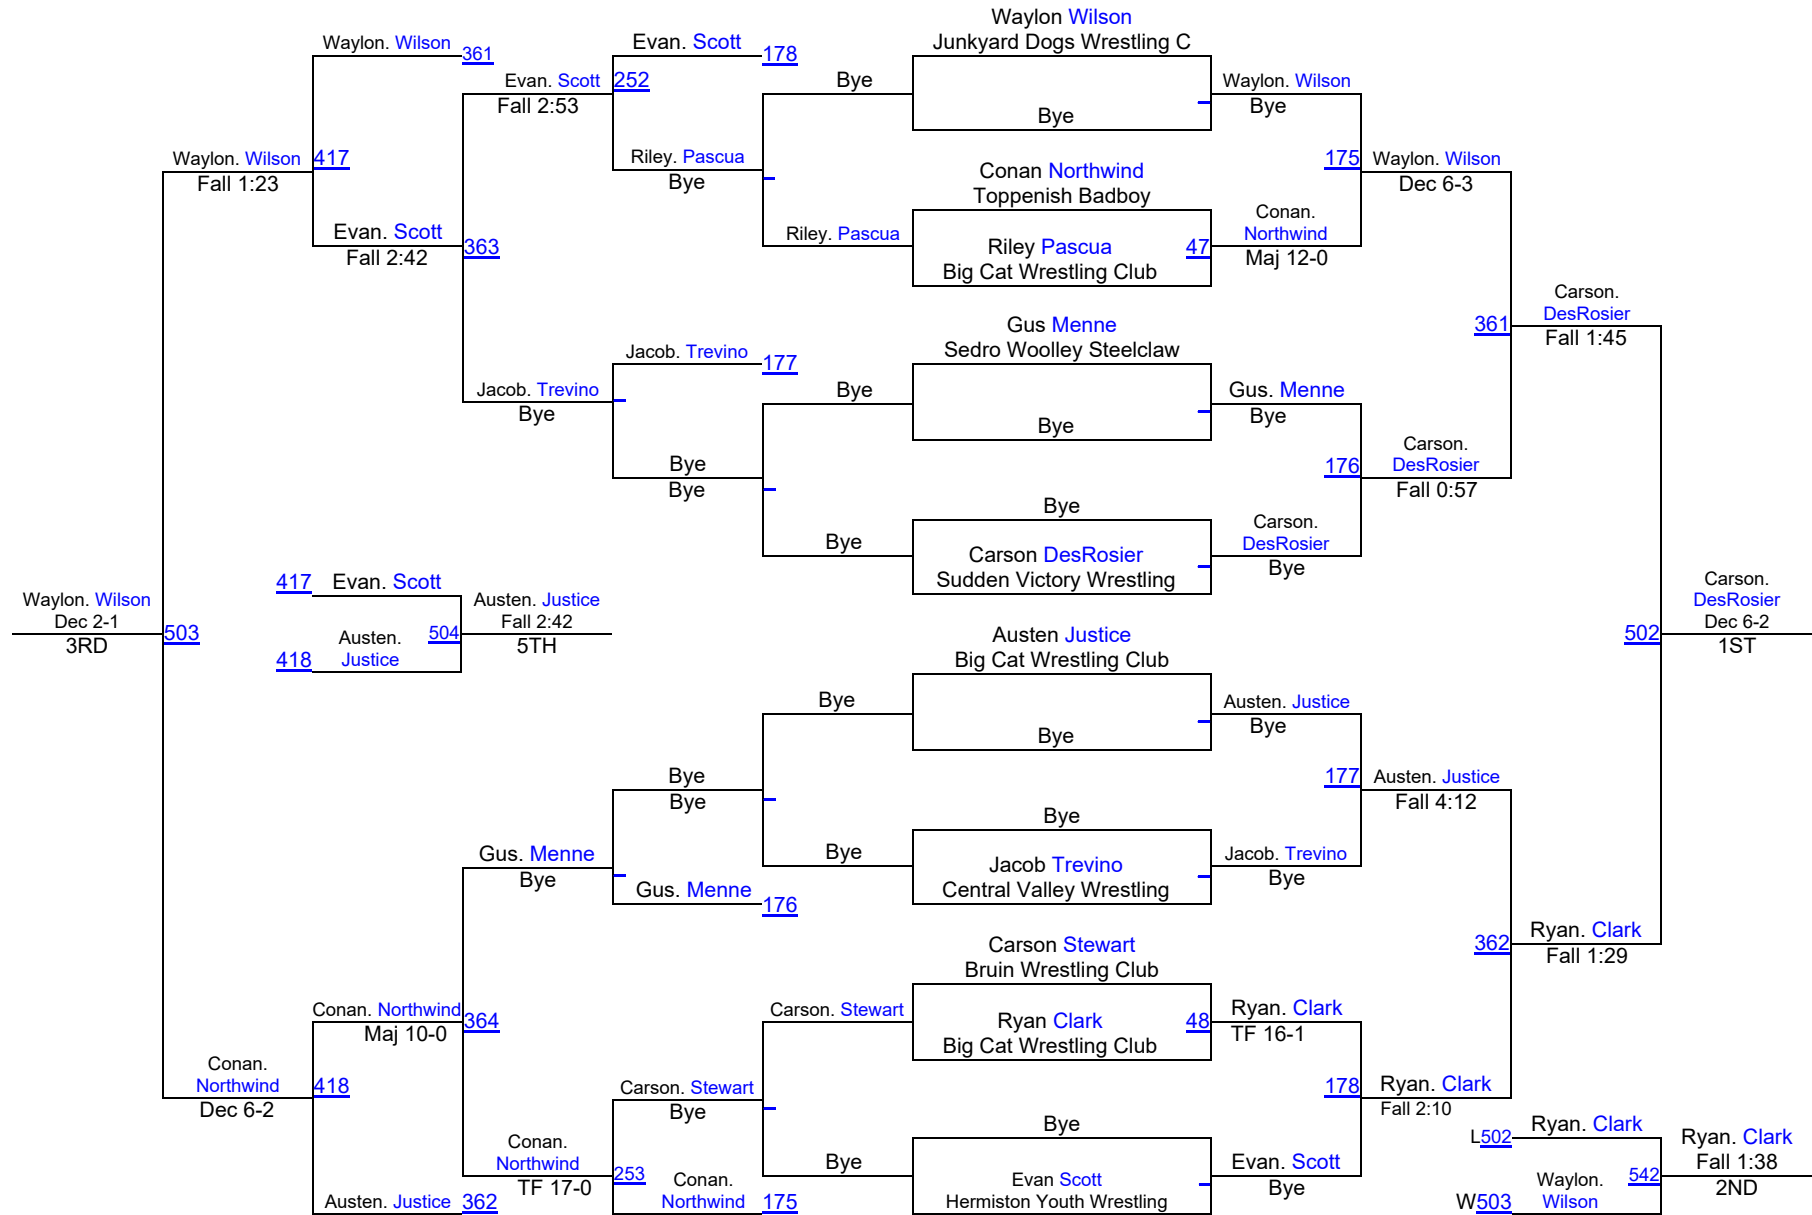 Waylon Wilson
Junkyard Dogs Wrestling C
Waylon. Wilson
361
Evan. Scott
178
Evan. Scott
252
Fall 2:53
Bye
Bye
Waylon. Wilson
Bye
Waylon. Wilson
417
Fall 1:23
Riley. Pascua
Bye
Conan Northwind
Toppenish Badboy
175
Waylon. Wilson
Dec 6-3
Evan. Scott
363
Fall 2:42
Riley. Pascua
Riley Pascua
47
Big Cat Wrestling Club
Conan.
Northwind
Maj 12-0
Carson.
DesRosier
361
Fall 1:45
Gus Menne
Sedro Woolley Steelclaw
Jacob. Trevino
177
Jacob. Trevino
Bye
Bye
Bye
Gus. Menne
Bye
Bye
Bye
Carson.
176
DesRosier
Fall 0:57
Bye
Bye
Carson DesRosier
Sudden Victory Wrestling
Carson.
DesRosier
Bye
417
Evan. Scott
Waylon. Wilson
Dec 2-1
503
3RD
Austen.
418
Justice
504
Austen. Justice
Fall 2:42
5TH
Carson.
DesRosier
Dec 6-2
502
1ST
Austen Justice
Big Cat Wrestling Club
Bye
Bye
Austen. Justice
Bye
Bye
Bye
177
Austen. Justice
Fall 4:12
Bye
Gus. Menne
Bye
Bye
Jacob Trevino
Central Valley Wrestling
Jacob. Trevino
Bye
Gus. Menne
176
Carson Stewart
Bruin Wrestling Club
362
Ryan. Clark
Fall 1:29
Conan. Northwind
364
Maj 10-0
Carson. Stewart
Ryan Clark
48
Big Cat Wrestling Club
Ryan. Clark
TF 16-1
Conan.
Northwind
418
Dec 6-2
Carson. Stewart
Bye
178
Ryan. Clark
Fall 2:10
Bye
Conan.
Northwind
253
TF 17-0
Bye
Evan Scott
Hermiston Youth Wrestling
Evan. Scott
Bye
Austen. Justice
362
Conan.
Northwind
175
L502
Ryan. Clark
Waylon.
W503
Wilson
542
Ryan. Clark
Fall 1:38
2ND